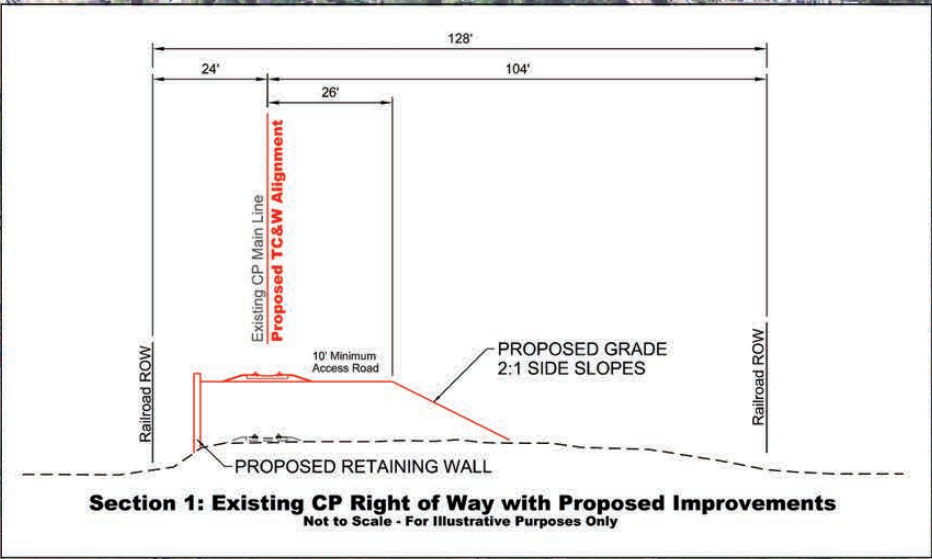 128'
24'
104'
26'
Existing CP Main Line
Proposed TC&W Alignment
Railroad ROW
10' Minimum
Access Road
PROPOSED GRADE
2:1 SIDE SLOPES
Railroad ROW
PROPOSED RETAINING WALL
Section 1: Existing CP Right of Way with Proposed Improvements
Not to Scale - For Illustrative Purposes Only